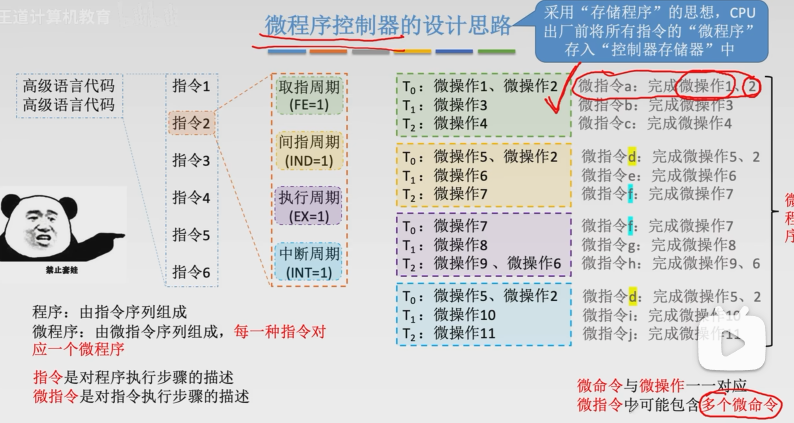 王道计算机教育
微程序控制器的设计思路
采用“存储程序”的思想，CPU
出厂前将所有指令的“微程序”
存入“控制器存储器”中
高级语言代码
高级语言代码
指令1
指令2
指令3
指令4
指令5
指令6
取指周期
(FE=1)
间指周期
(IND=1)
执行周期
(EX=1)
中断周期
(INT=1)
T0：微操作1、微操作2
T1：微操作3
T2：微操作4
T0：微操作5、微操作2
T1：微操作6
T2：微操作7
T0：微操作7
T1：微操作8
T2：微操作9 、微操作6
T0：微操作5、微操作2
T1：微操作10
T2：微操作11
微指令a：完成微操作1、2
微指令b：完成微操作3
微指令c：完成微操作4
微指令d：完成微操作5、2
微指令e：完成微操作6
微指令f：完成微操作7
微指令f：完成微操作7
微指令g：完成微操作8
微指令h：完成微操作9、6
微指令d：完成微操作5、2
微指令i：完成微操作10
微指令j：完成微操作11
微
程
序
禁止套娃
程序：由指令序列组成
微程序：由微指令序列组成，每一种指令对
应一个微程序
指令是对程序执行步骤的描述
微指令是对指令执行步骤的描述
微命令与微操作一一对应
微指令中可能包含多个微命令